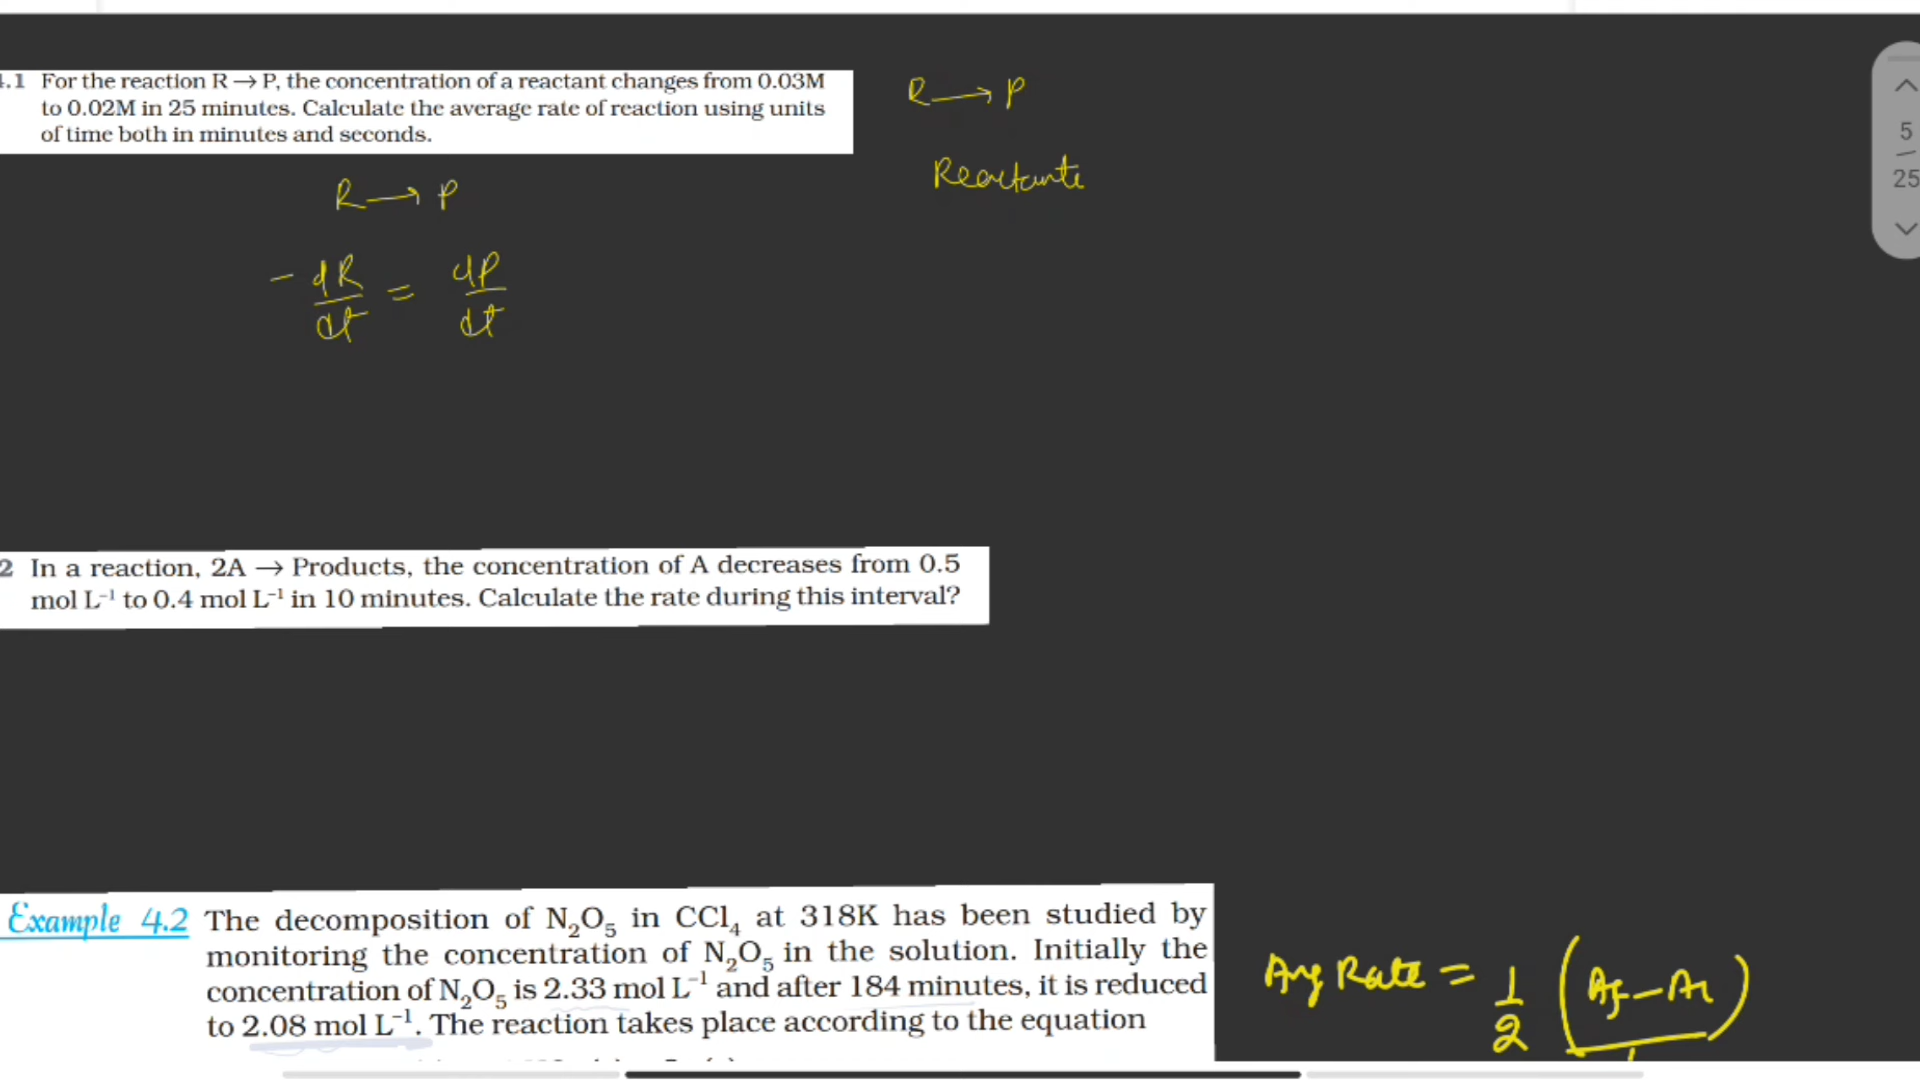 .1 For the reaction R → P, the concentration of a reactant changes from 0.03M
to 0.02M in 25 minutes. Calculate the average rate of reaction using units
of time both in minutes and seconds.
R → P
Reactants
R → P
- dR/dt = dP/dt
5
25
2 In a reaction, 2A → Products, the concentration of A decreases from 0.5
mol L⁻¹ to 0.4 mol L⁻¹ in 10 minutes. Calculate the rate during this interval?
Example 4.2 The decomposition of N₂O₅ in CCl₄ at 318K has been studied by
monitoring the concentration of N₂O₅ in the solution. Initially the
concentration of N₂O₅ is 2.33 mol L⁻¹ and after 184 minutes, it is reduced
to 2.08 mol L⁻¹. The reaction takes place according to the equation
Avg Rate = 1/2 (